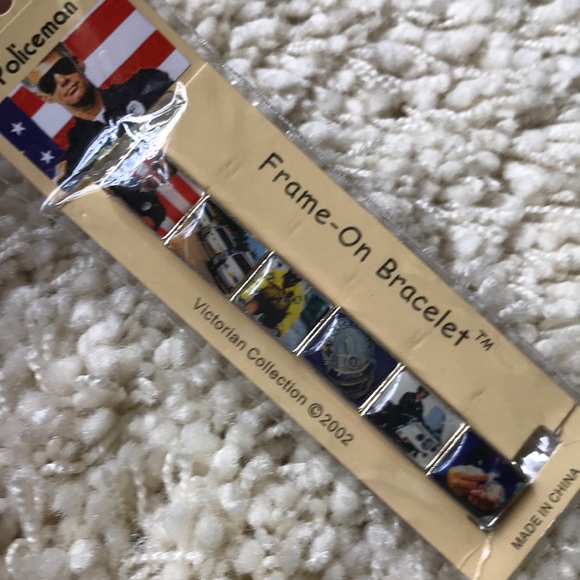 Policeman
Frame-On Bracelet™
Victorian Collection ©2002
MADE IN CHINA